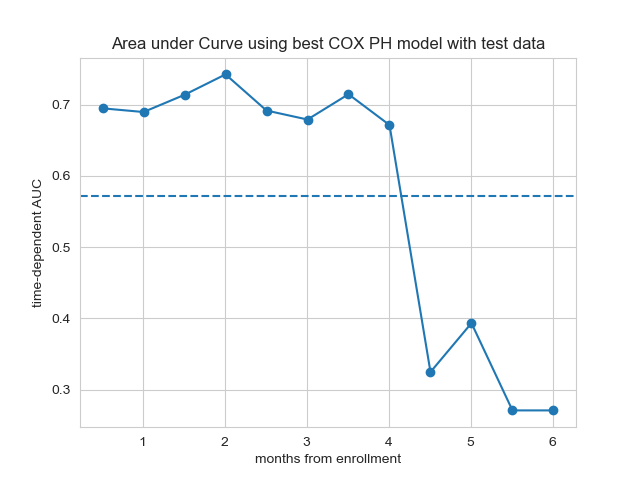 Area under Curve using best COX PH model with test data
time-dependent AUC
0.7
0.6
0.5
0.4
0.3
1 2 3 4 5 6
months from enrollment